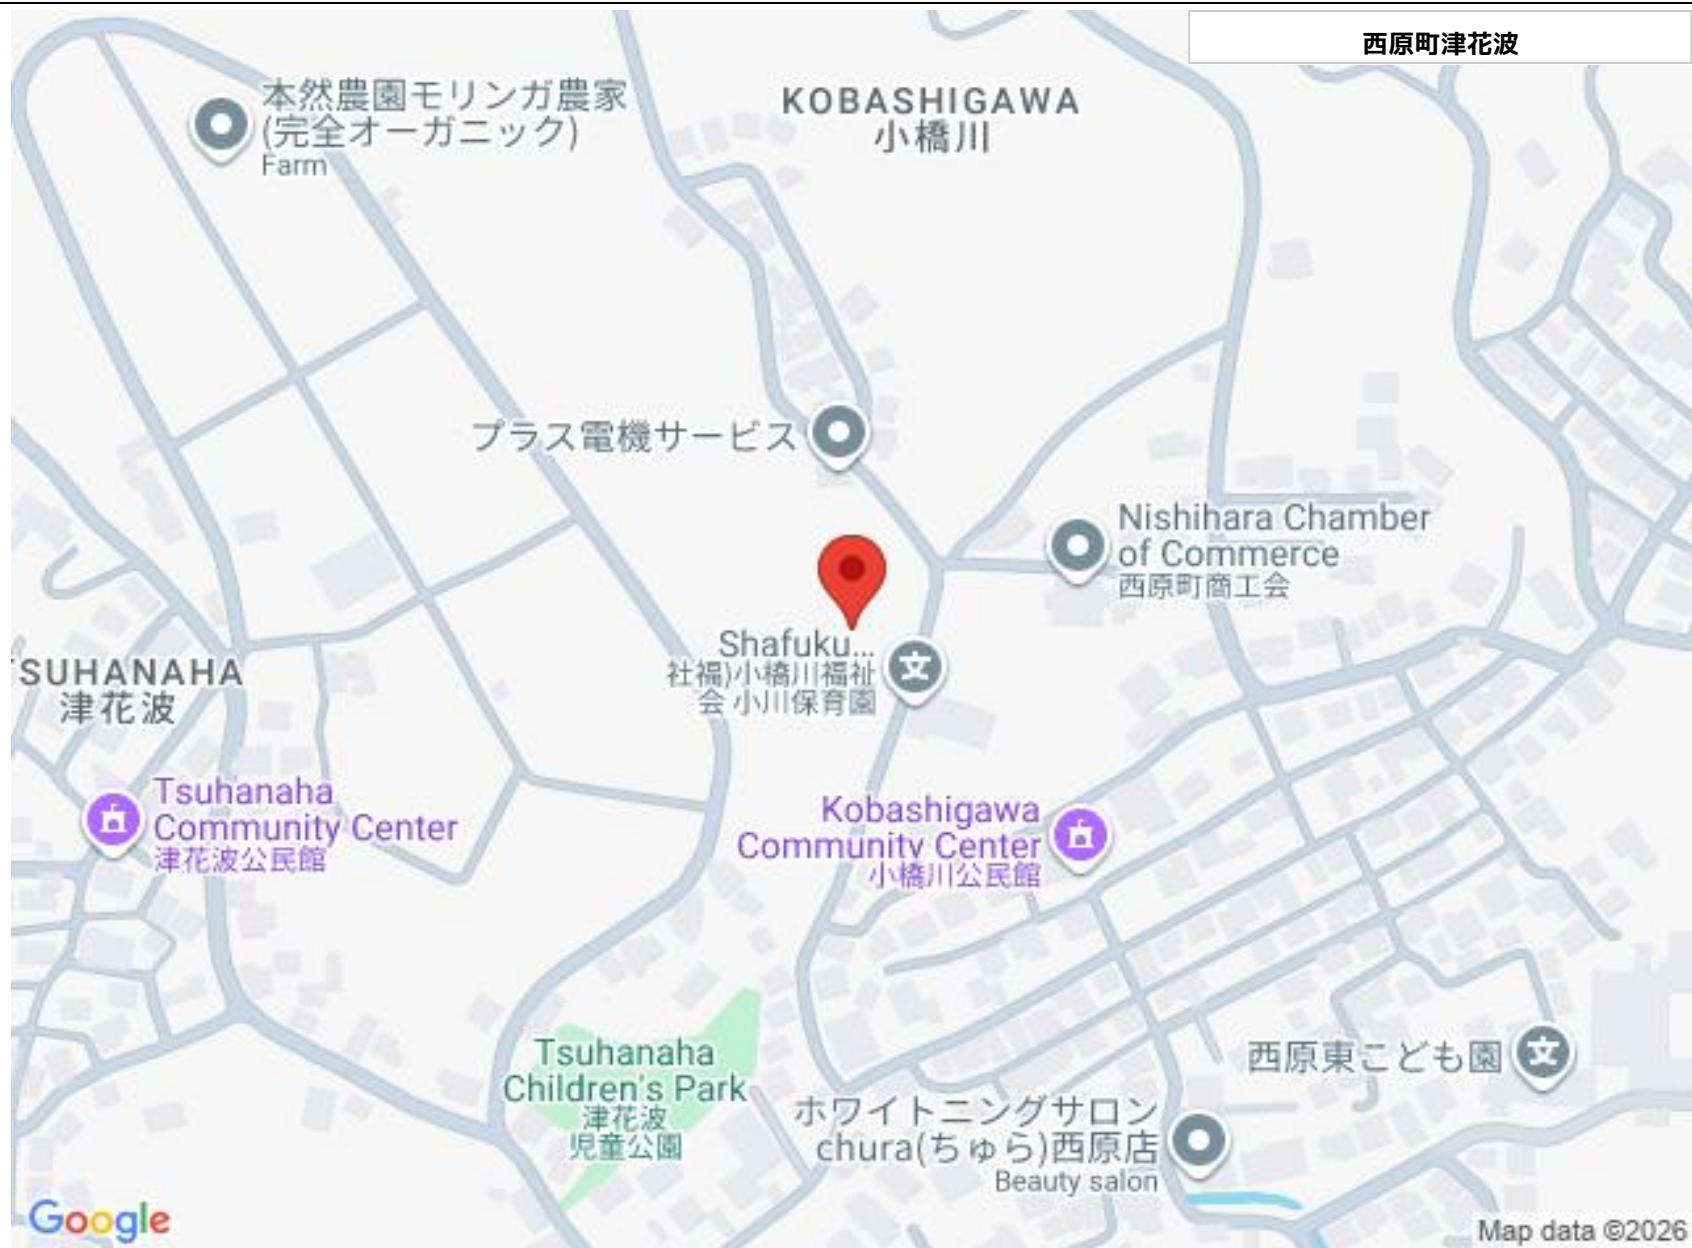 西原町津花波
本然農園モリンガ農家
(完全オーガニック)
Farm
KOBASHIGAWA
小橋川
プラス電機サービス
Nishihara Chamber
of Commerce
西原町商工会
Shafuku...
社福)小橋川福祉
会 小川保育園
TSUHANAHA
津花波
Tsuhanaha
Community Center
津花波公民館
Kobashigawa
Community Center
小橋川公民館
Tsuhanaha
Children's Park
津花波
児童公園
西原東こども園
ホワイトニングサロン
chura(ちゅら)西原店
Beauty salon
Google
Map data ©2026